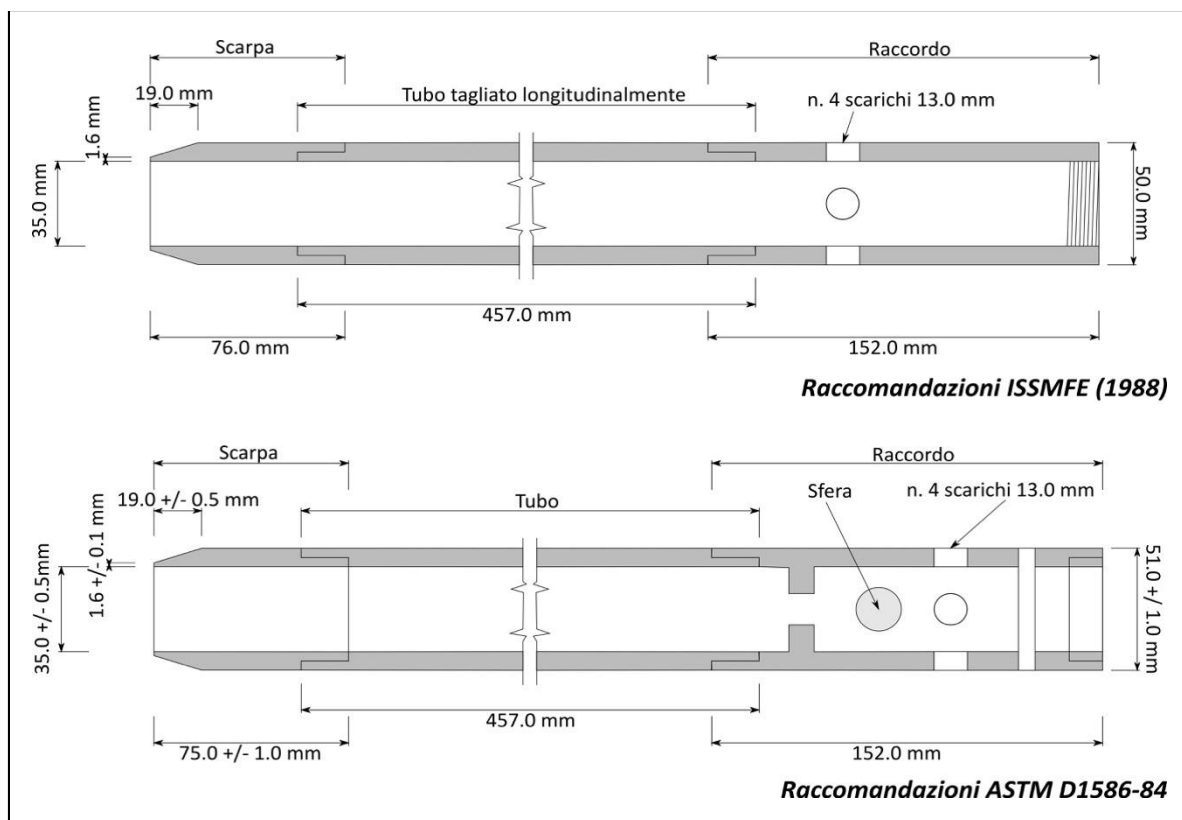 Scarpa
Raccordo
19.0 mm
Tubo tagliato longitudinalmente
n. 4 scarichi 13.0 mm
1.6 mm
35.0 mm
50.0 mm
457.0 mm
76.0 mm
152.0 mm
Raccomandazioni ISSMFE (1988)
Scarpa
Raccordo
19.0 +/- 0.5 mm
Tubo
Sfera
n. 4 scarichi 13.0 mm
1.6 +/- 0.1 mm
35.0 +/- 0.5mm
51.0 +/ 1.0 mm
457.0 mm
75.0 +/- 1.0 mm
152.0 mm
Raccomandazioni ASTM D1586-84